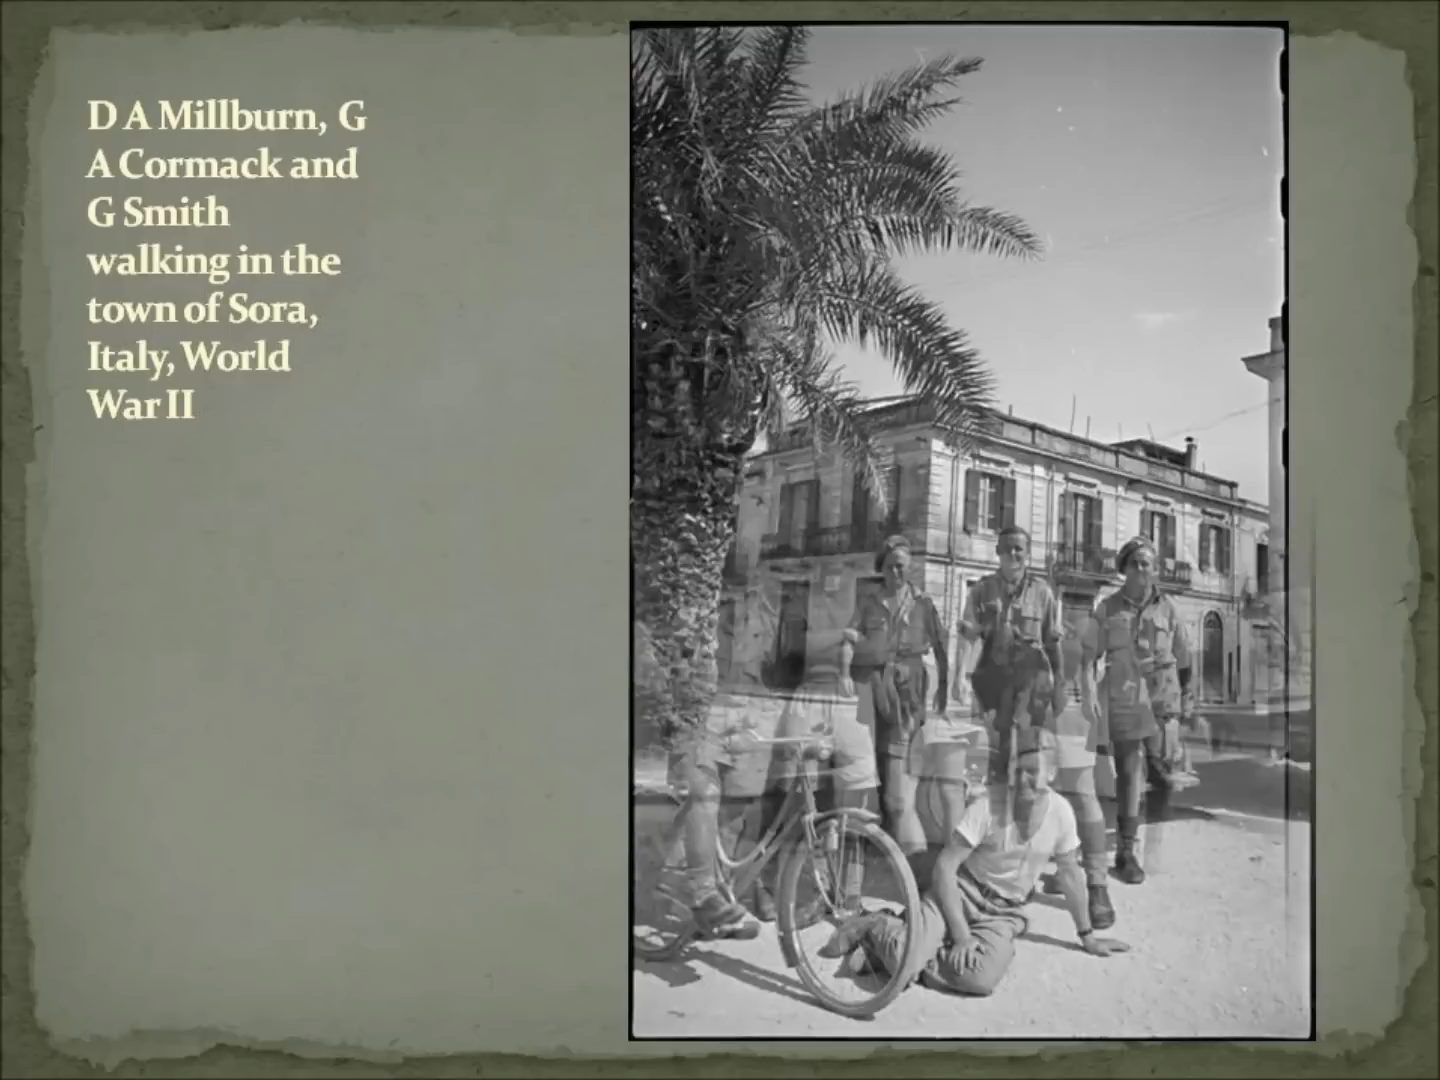 D A Millburn, G
A Cormack and
G Smith
walking in the
town of Sora,
Italy, World
War II